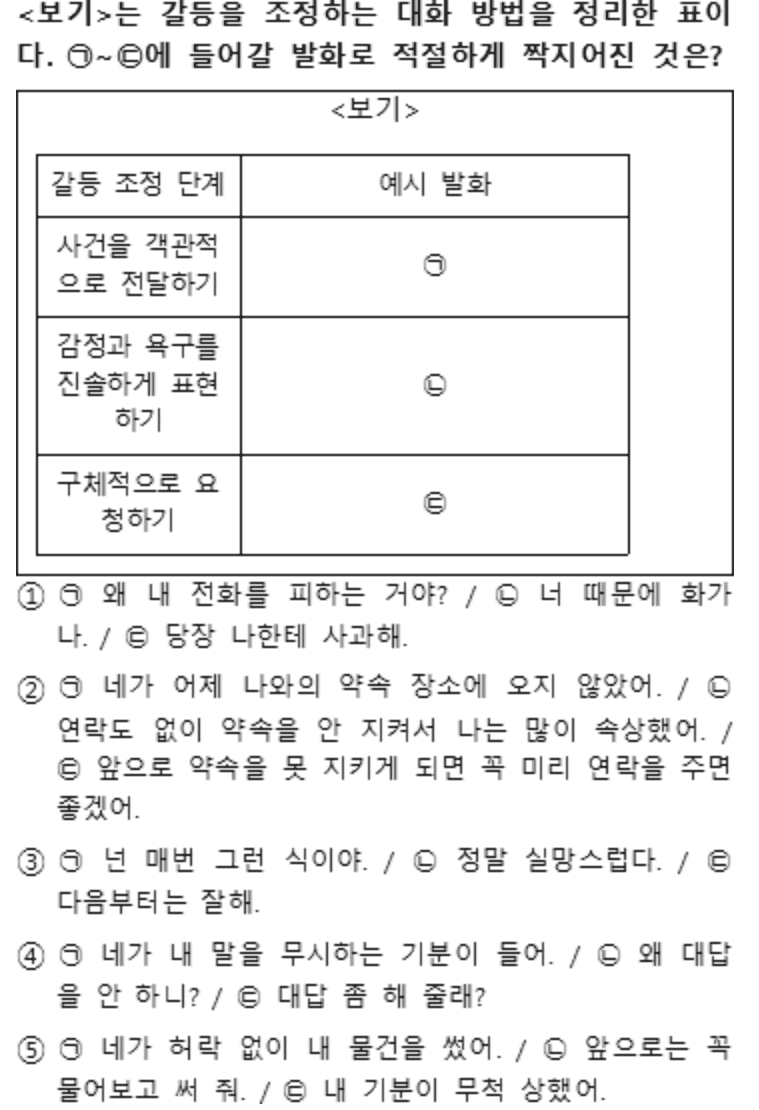 <보기>는 갈등을 조정하는 대화 방법을 정리한 표이
다. ㉠~㉢에 들어갈 발화로 적절하게 짝지어진 것은?
<보기>
갈등 조정 단계 예시 발화
사건을 객관적
으로 전달하기
㉠
감정과 욕구를
진솔하게 표현
하기
㉡
구체적으로 요
청하기
㉢
① ㉠ 왜 내 전화를 피하는 거야? / ㉡ 너 때문에 화가
나. / ㉢ 당장 나한테 사과해.
② ㉠ 네가 어제 나와의 약속 장소에 오지 않았어. / ㉡
연락도 없이 약속을 안 지켜서 나는 많이 속상했어. /
㉢ 앞으로 약속을 못 지키게 되면 꼭 미리 연락을 주면
좋겠어.
③ ㉠ 넌 매번 그런 식이야. / ㉡ 정말 실망스럽다. / ㉢
다음부터는 잘해.
④ ㉠ 네가 내 말을 무시하는 기분이 들어. / ㉡ 왜 대답
을 안 하니? / ㉢ 대답 좀 해 줄래?
⑤ ㉠ 네가 허락 없이 내 물건을 썼어. / ㉡ 앞으로는 꼭
물어보고 써 줘. / ㉢ 내 기분이 무척 상했어.